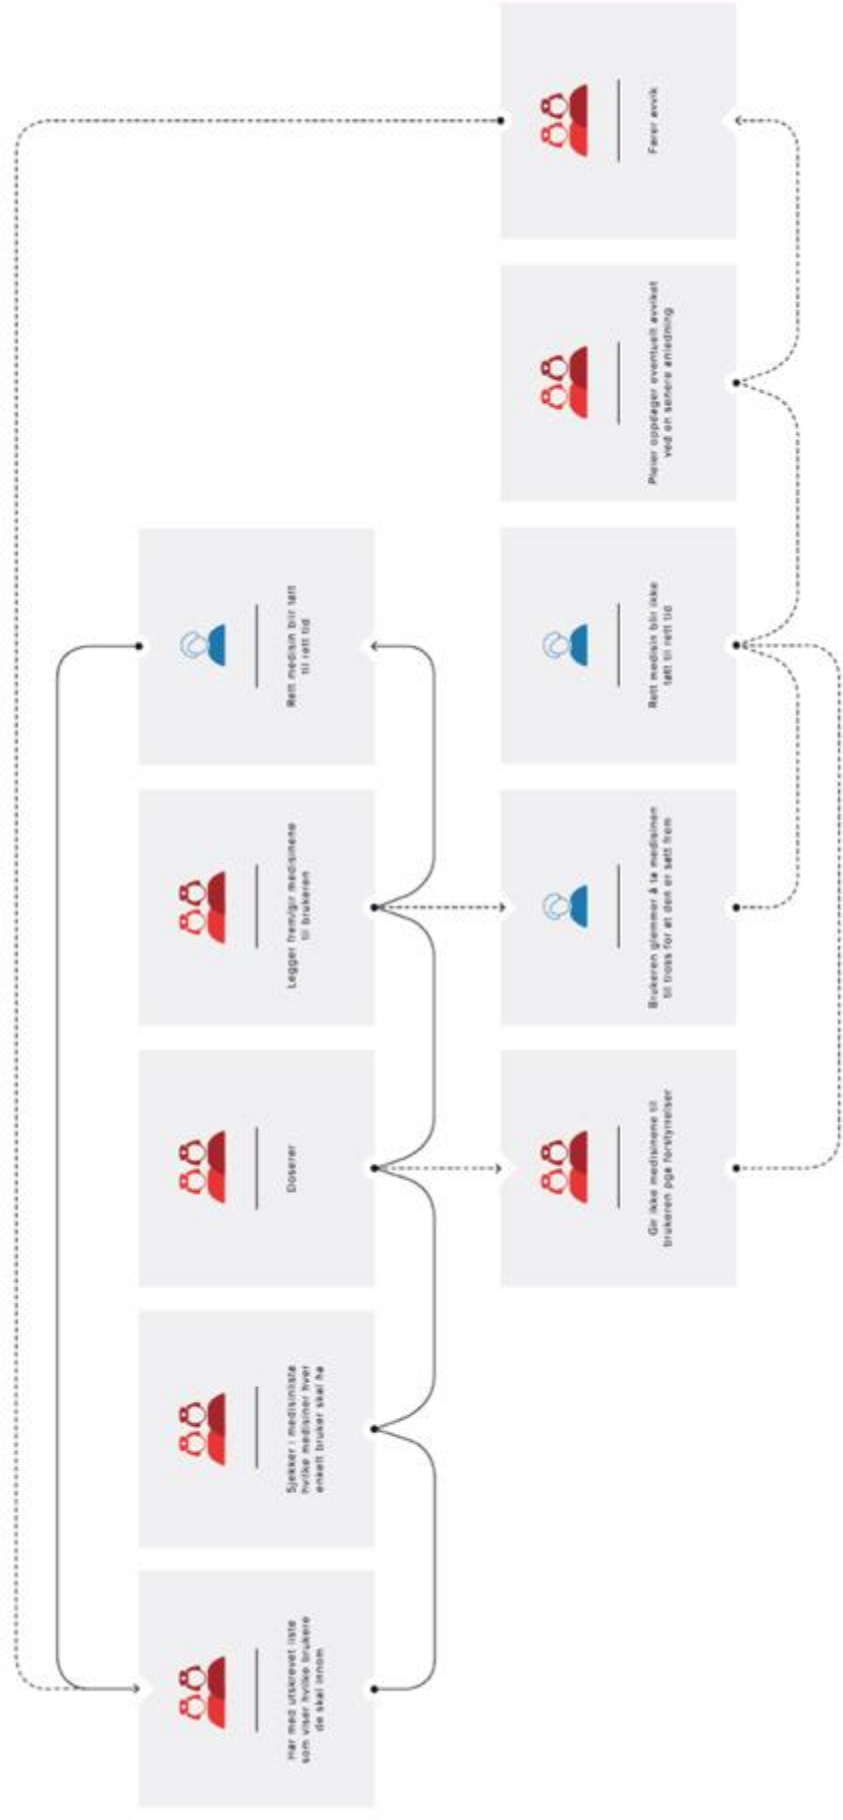 Har med utskrevet liste
som viser hvilke brukere
de skal innom
Sjekker i medisinliste
hvilke medisiner hver
enkelt bruker skal ha
Doserer
Legger frem/gir medisinene
til brukeren
Rett medisin blir tatt
til rett tid
Gir ikke medisinene til
brukeren pga forstyrrelser
Brukeren glemmer å ta medisinen
til tross for at den er satt frem
Rett medisin blir ikke
tatt til rett tid
Pleier oppdager eventuelt avviket
ved en senere anledning
Fører avvik